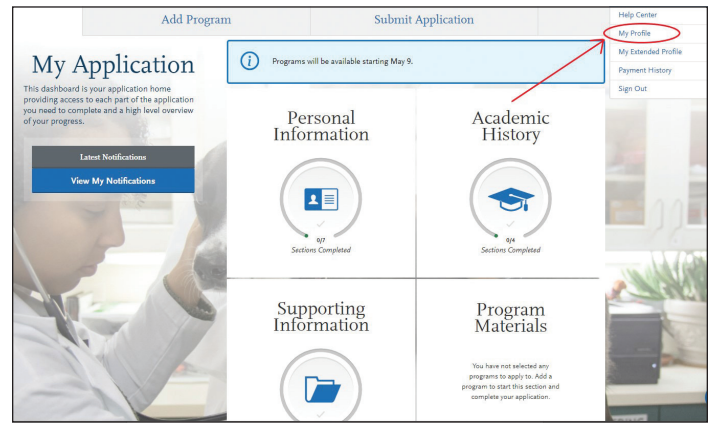 Add Program
Submit Application
Help Center
My Profile
My Extended Profile
Payment History
Sign Out
My Application
This dashboard is your application home
providing access to each part of the application
you need to complete and a high level overview
of your progress.
Latest Notifications
View My Notifications
Programs will be available starting May 9.
Personal
Information
0/7
Sections Completed
Academic
History
0/4
Sections Completed
Supporting
Information
Program
Materials
You have not selected any
programs to apply to. Add a
program to start this section and
complete your application.